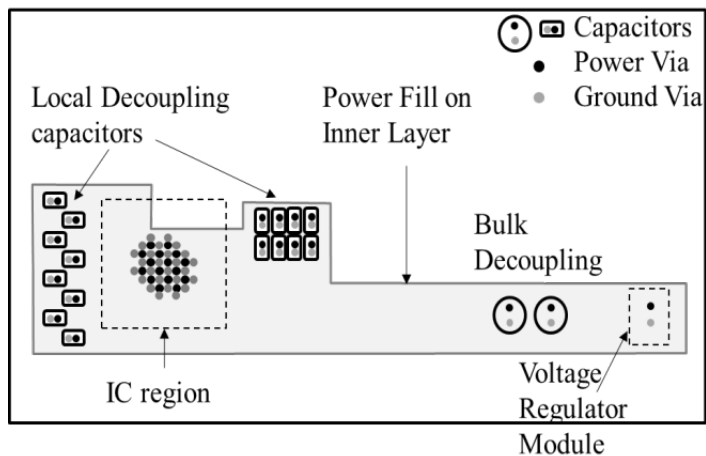 Capacitors
Power Via
Ground Via
Local Decoupling
capacitors
Power Fill on
Inner Layer
Bulk
Decoupling
IC region
Voltage
Regulator
Module